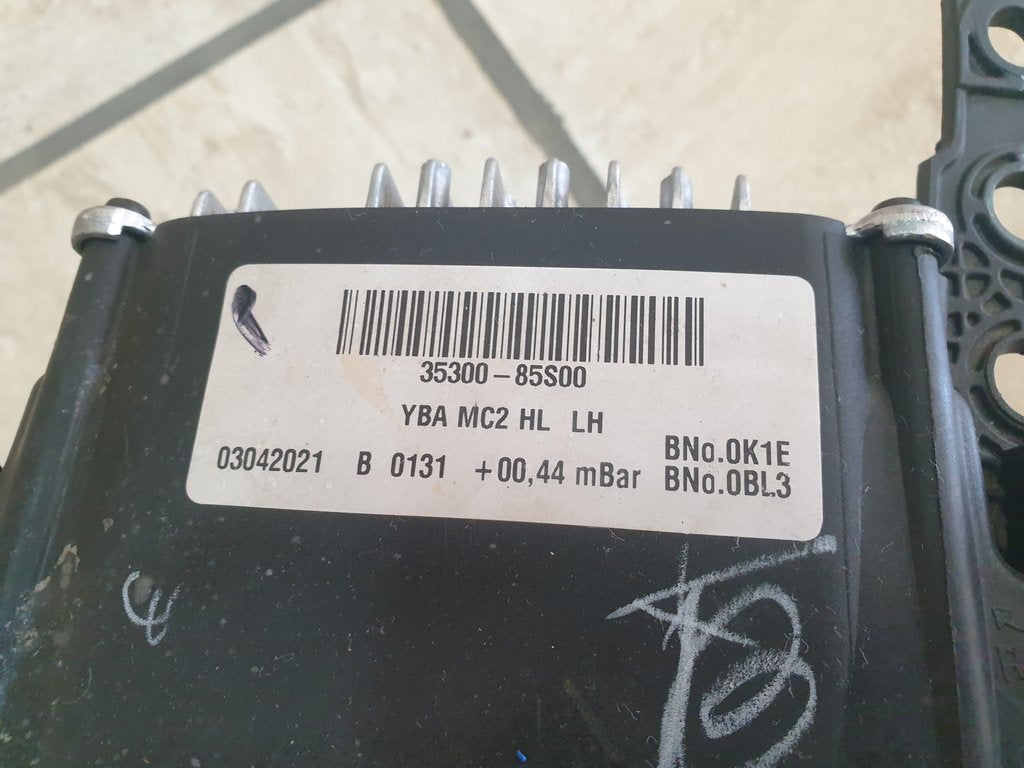 35300-85S00
YBA MC2 HL LH
03042021 B 0131 +00,44 mBar BNo.0K1E
BNo.0BL3